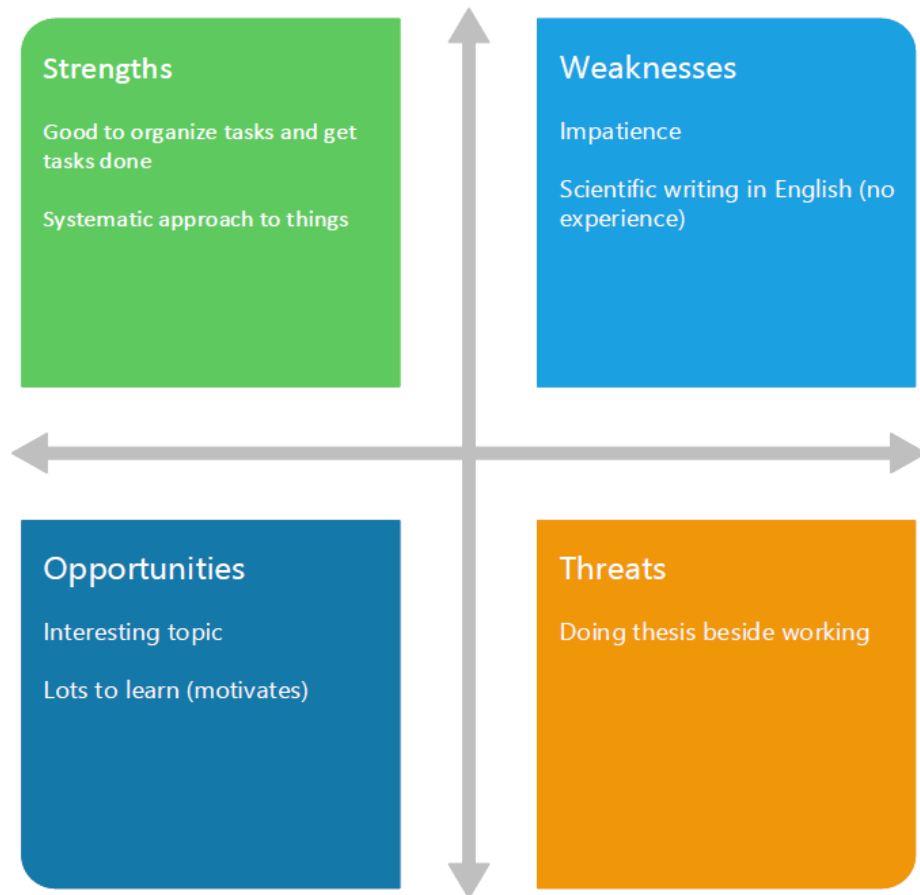 Strengths
Good to organize tasks and get
tasks done
Systematic approach to things
Weaknesses
Impatience
Scientific writing in English (no
experience)
Opportunities
Interesting topic
Lots to learn (motivates)
Threats
Doing thesis beside working